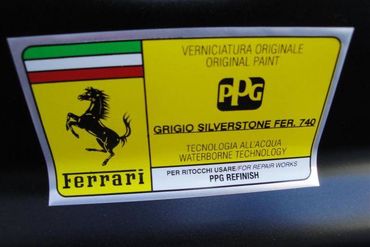 VERNICIATURA ORIGINALE
ORIGINAL PAINT
PPG
GRIGIO SILVERSTONE FER. 740
TECNOLOGIA ALL'ACQUA
WATERBORNE TECHNOLOGY
PER RITOCCHI USARE/FOR REPAIR WORKS
PPG REFINISH
Ferrari